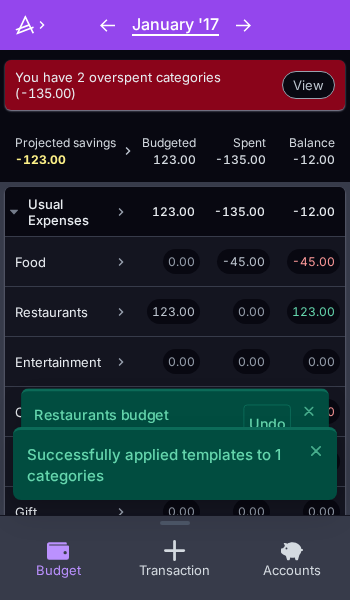 January '17
You have 2 overspent categories
(-135.00)
View
Projected savings
-123.00
Budgeted
123.00
Spent
-135.00
Balance
-12.00
Usual
Expenses
123.00
-135.00
-12.00
Food
0.00
-45.00
-45.00
Restaurants
123.00
0.00
123.00
Entertainment
0.00
0.00
0.00
Restaurants budget
Undo
Successfully applied templates to 1
categories
Gift
0.00
0.00
0.00
Budget
Transaction
Accounts